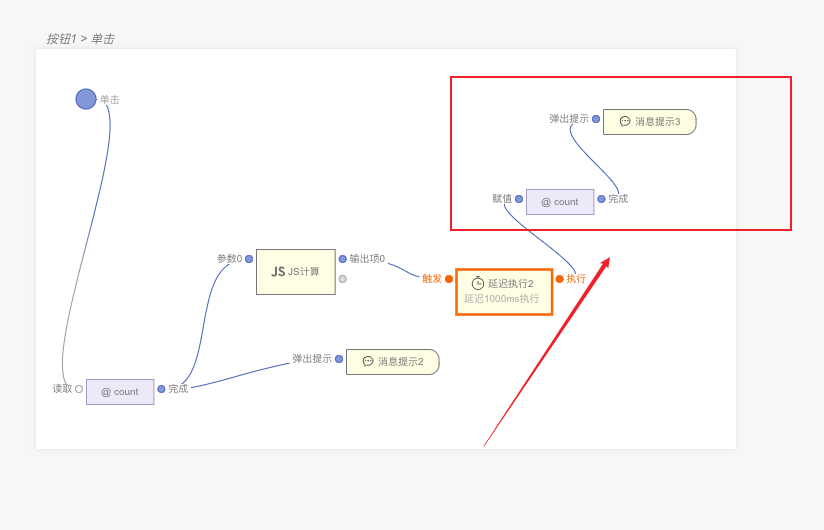 按钮1 > 单击
单击
弹出提示
消息提示3
赋值
@ count
完成
参数0
JS JS计算
输出项0
触发
延迟执行2
延迟1000ms执行
执行
弹出提示
消息提示2
读取
@ count
完成